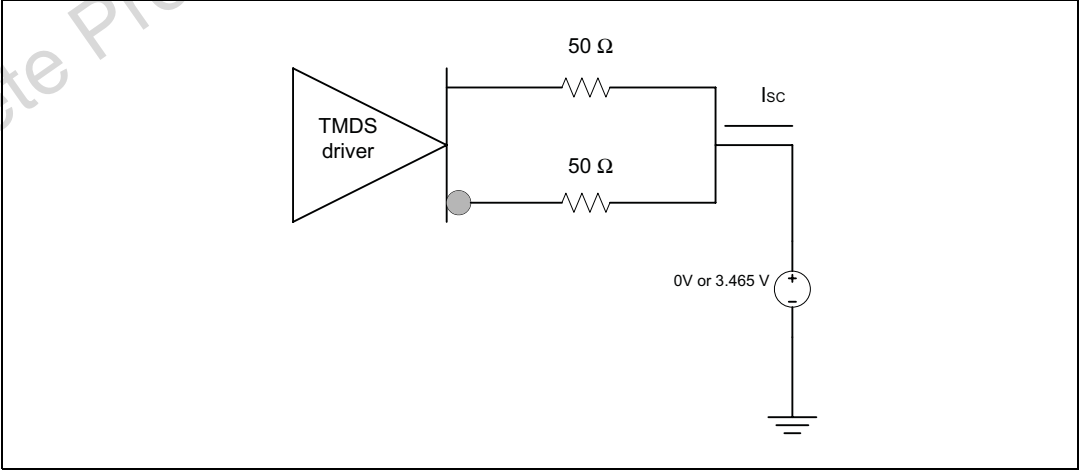 50 Ω
ISC
TMDS
driver
50 Ω
0V or 3.465 V
+
−